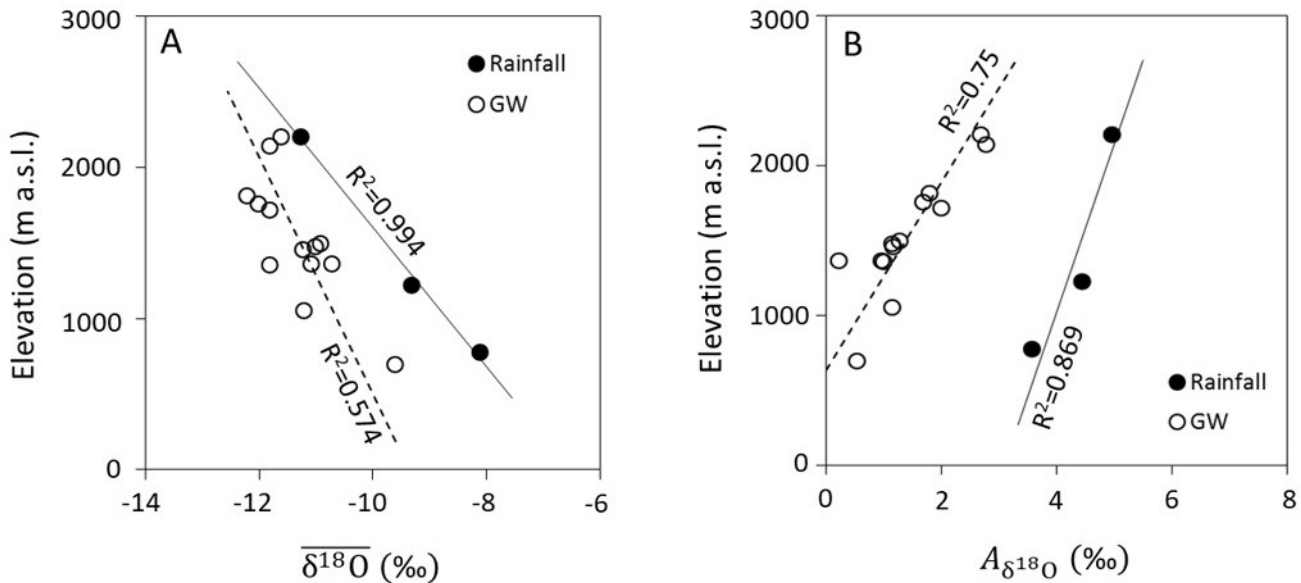 A
Rainfall
GW
R²=0.994
R²=0.574
3000
2000
1000
0
-14
-12
-10
-8
-6
Elevation (m a.s.l.)
δ¹⁸O (‰)
B
R²=0.75
R²=0.869
Rainfall
GW
3000
2000
1000
0
0
2
4
6
8
Elevation (m a.s.l.)
A δ¹⁸O (‰)